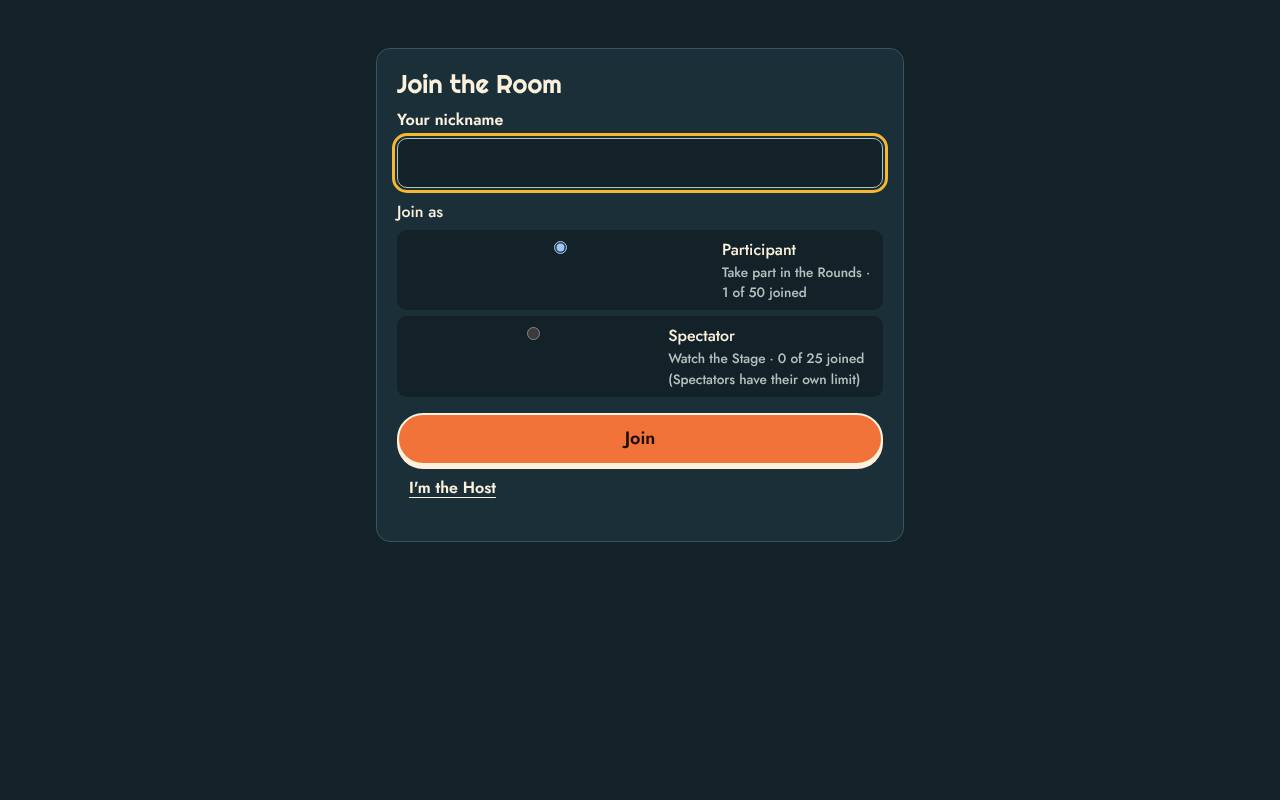 Join the Room
Your nickname
Join as
Participant
Take part in the Rounds ·
1 of 50 joined
Spectator
Watch the Stage · 0 of 25 joined
(Spectators have their own limit)
Join
I'm the Host